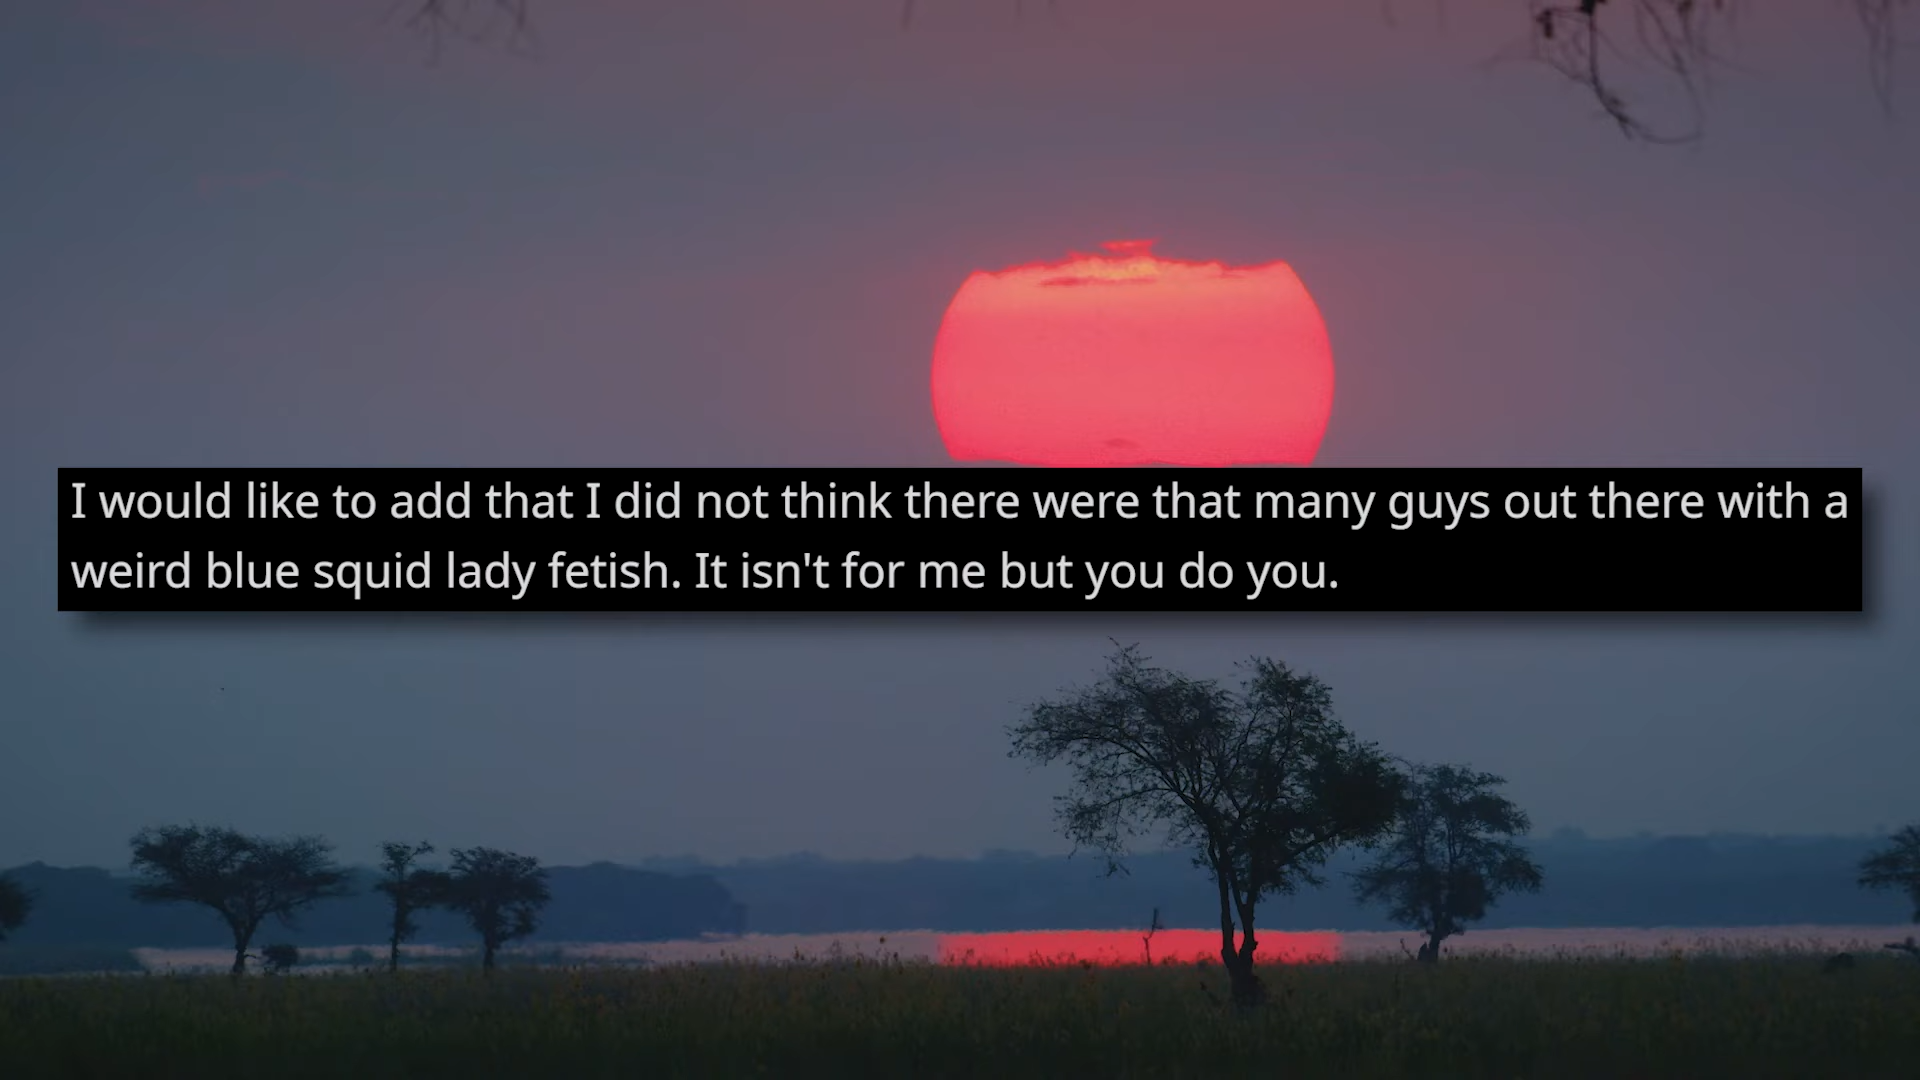 I would like to add that I did not think there were that many guys out there with a
weird blue squid lady fetish. It isn't for me but you do you.